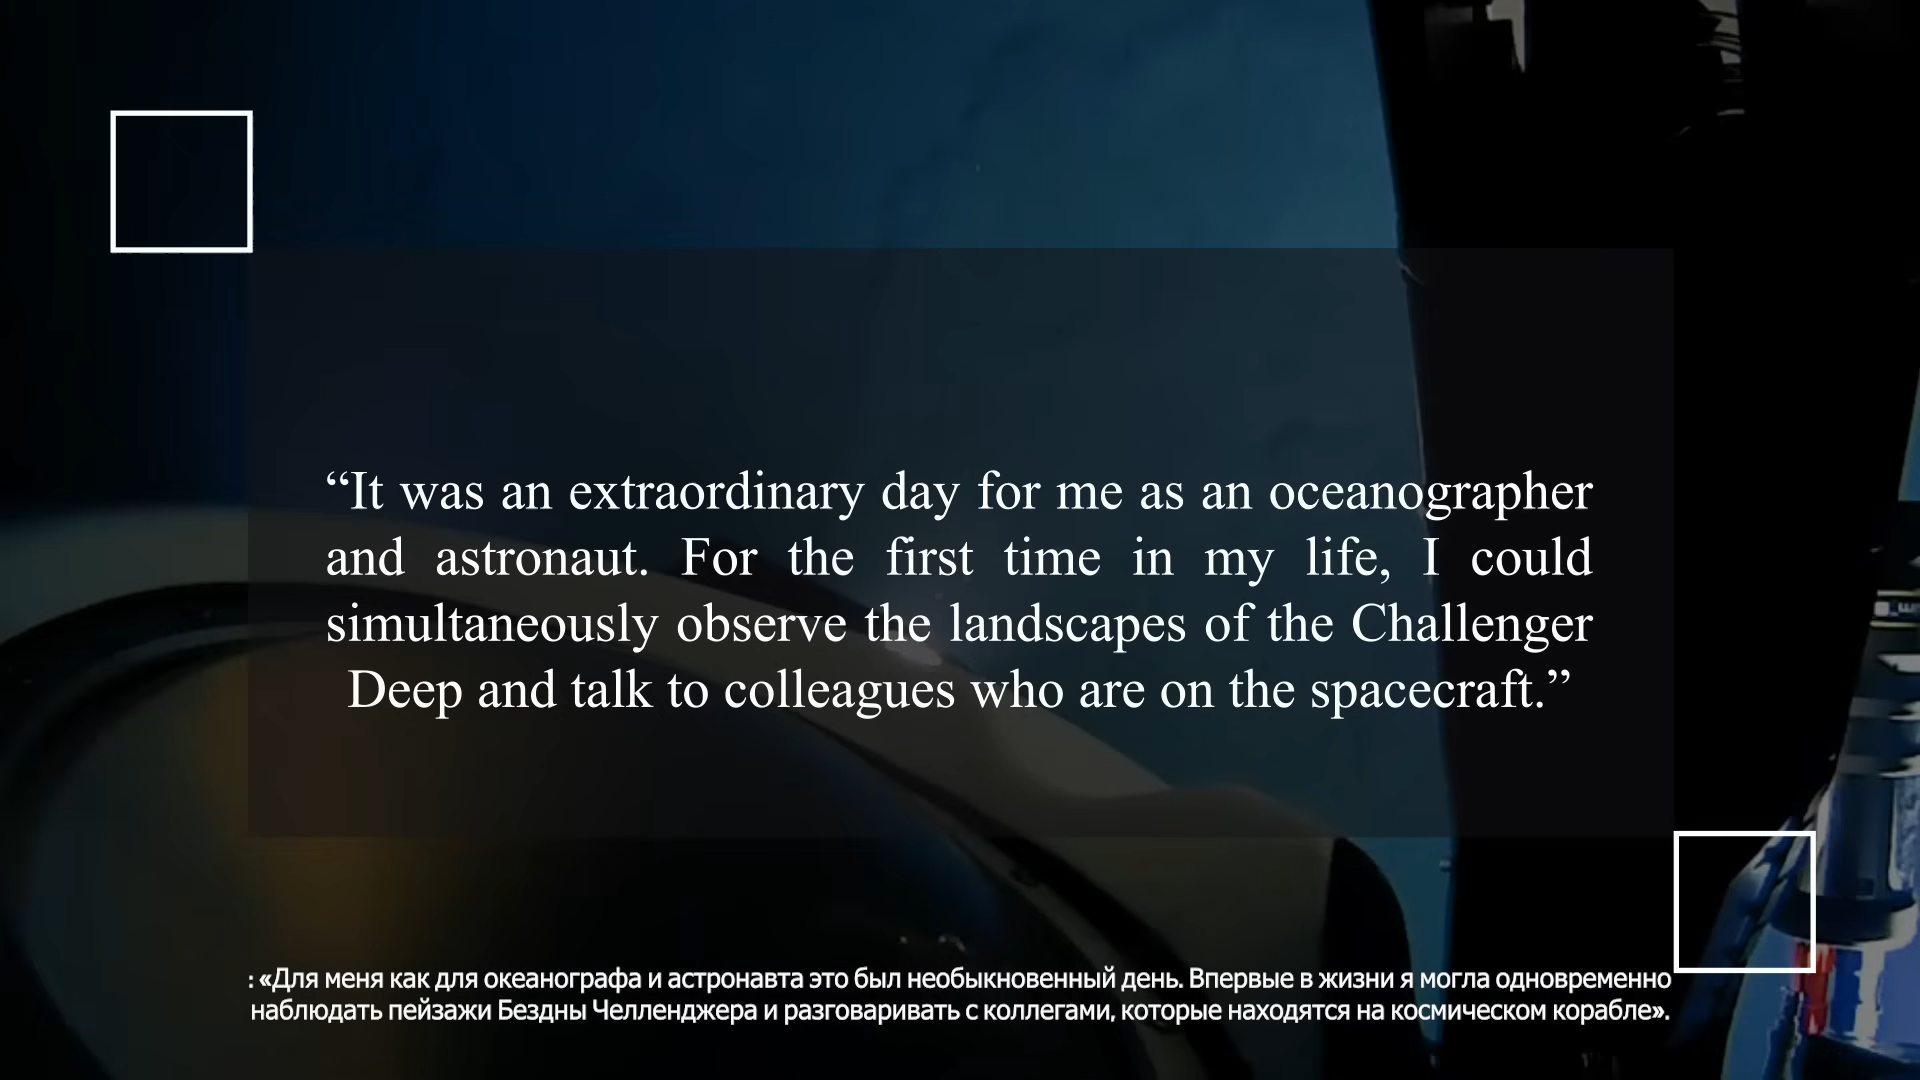 “It was an extraordinary day for me as an oceanographer
and astronaut. For the first time in my life, I could
simultaneously observe the landscapes of the Challenger
Deep and talk to colleagues who are on the spacecraft.”
: «Для меня как для океанографа и астронавта это был необыкновенный день. Впервые в жизни я могла одновременно
наблюдать пейзажи Бездны Челленджера и разговаривать с коллегами, которые находятся на космическом корабле».